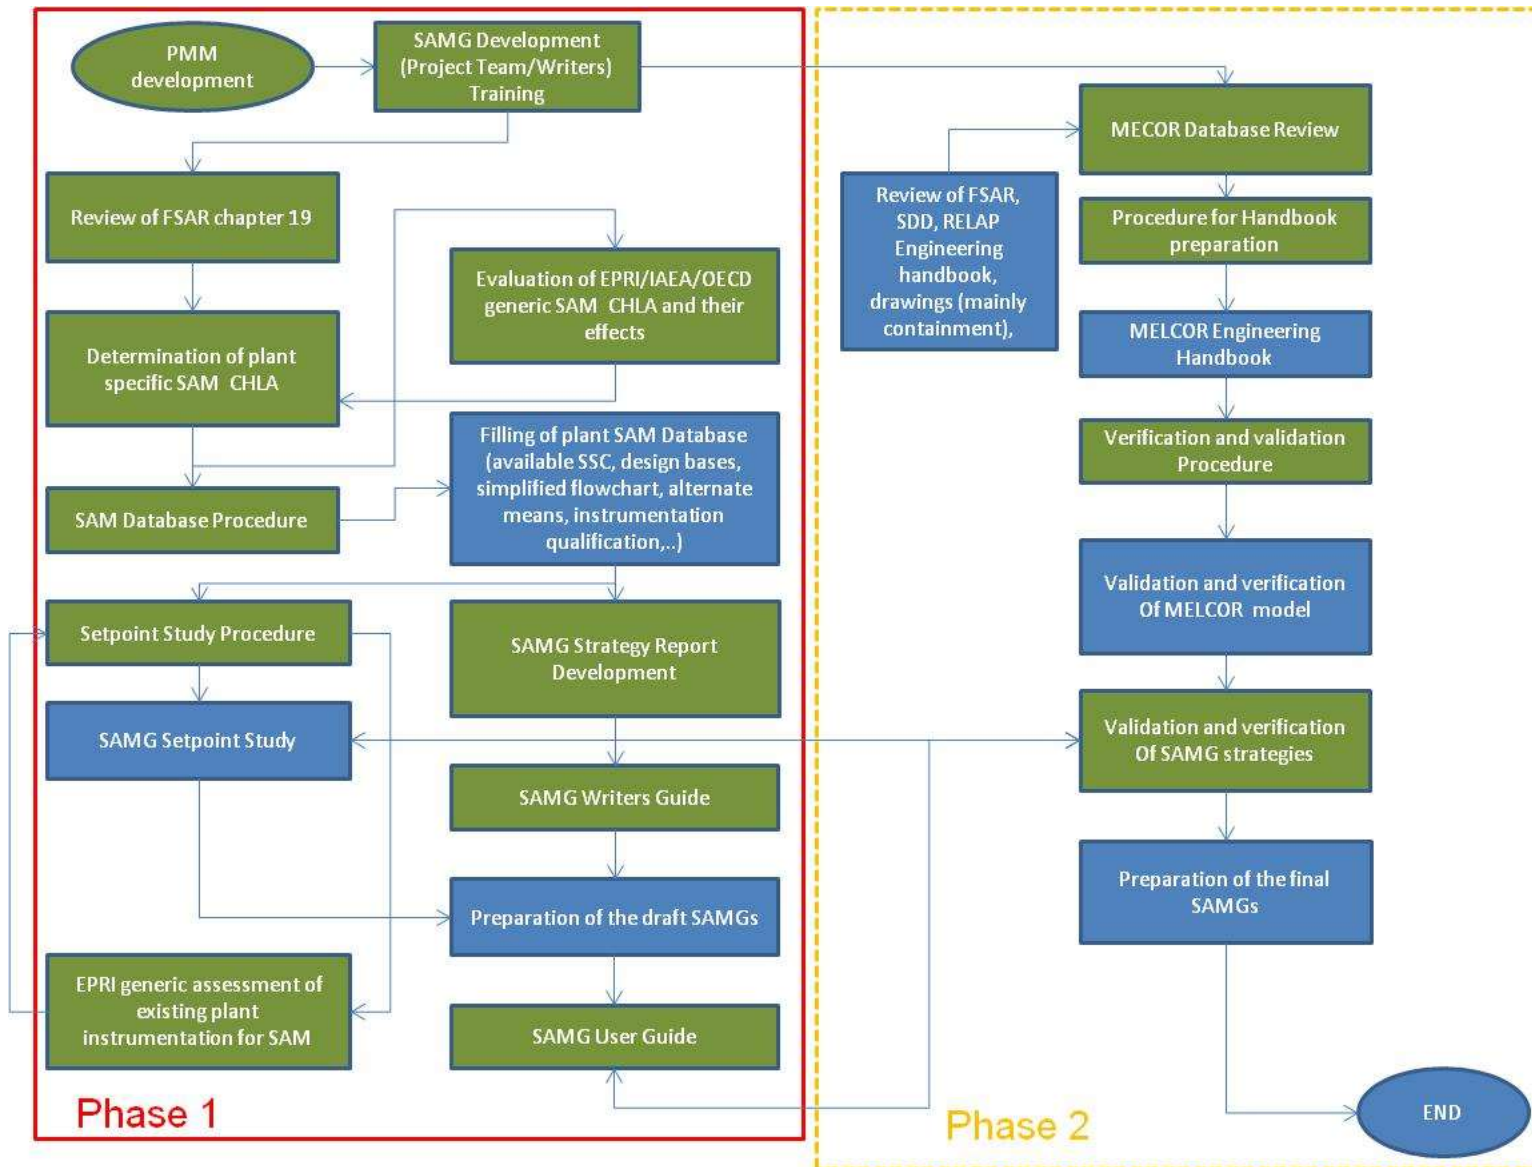 PMM
development
SAMG Development
(Project Team/Writers)
Training
Review of FSAR chapter 19
Evaluation of EPRI/IAEA/OECD
generic SAM CHLA and their
effects
Determination of plant
specific SAM CHLA
Filling of plant SAM Database
(available SSC, design bases,
simplified flowchart, alternate
means, instrumentation
qualification,..)
SAM Database Procedure
Setpoint Study Procedure
SAMG Strategy Report
Development
SAMG Setpoint Study
SAMG Writers Guide
Preparation of the draft SAMGs
EPRI generic assessment of
existing plant
instrumentation for SAM
SAMG User Guide
Phase 1
MECOR Database Review
Review of FSAR,
SDD, RELAP
Engineering
handbook,
drawings (mainly
containment),
Procedure for Handbook
preparation
MELCOR Engineering
Handbook
Verification and validation
Procedure
Validation and verification
Of MELCOR model
Validation and verification
Of SAMG strategies
Preparation of the final
SAMGs
END
Phase 2